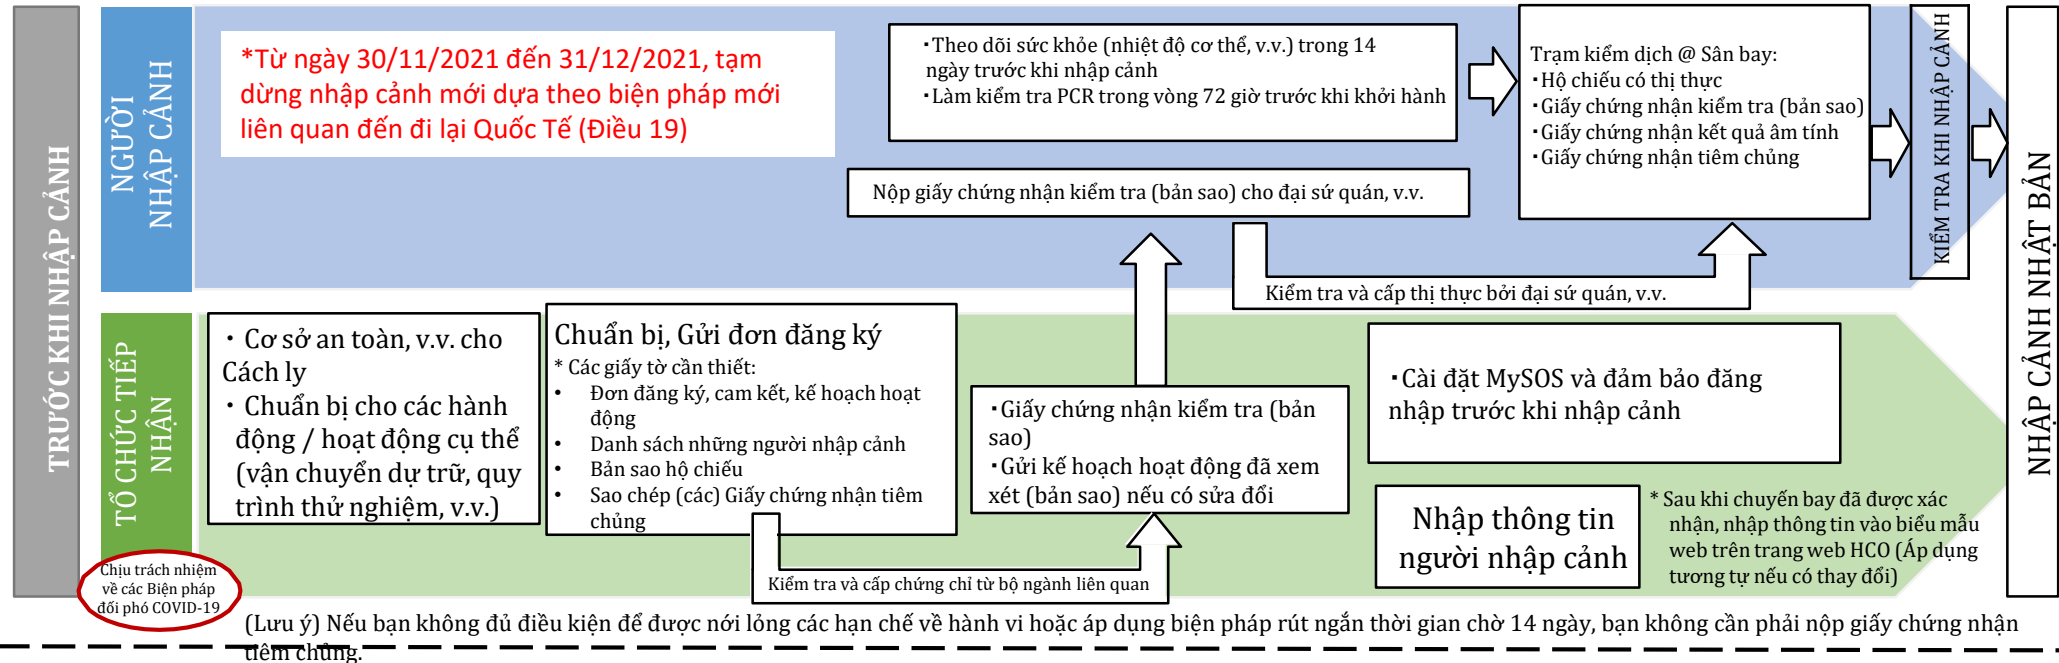 TRƯỚC KHI NHẬP CẢNH
NGƯỜI
NHẬP CẢNH
*Từ ngày 30/11/2021 đến 31/12/2021, tạm
dừng nhập cảnh mới dựa theo biện pháp mới
liên quan đến đi lại Quốc Tế (Điều 19)
・Theo dõi sức khỏe (nhiệt độ cơ thể, v.v.) trong 14
ngày trước khi nhập cảnh
・Làm kiểm tra PCR trong vòng 72 giờ trước khi khởi hành
Nộp giấy chứng nhận kiểm tra (bản sao) cho đại sứ quán, v.v.
Kiểm tra và cấp thị thực bởi đại sứ quán, v.v.
Trạm kiểm dịch @ Sân bay:
・Hộ chiếu có thị thực
・Giấy chứng nhận kiểm tra (bản sao)
・Giấy chứng nhận kết quả âm tính
・Giấy chứng nhận tiêm chủng
KIỂM TRA KHI NHẬP CẢNH
NHẬP CẢNH NHẬT BẢN
TỔ CHỨC TIẾP
NHẬN
Chịu trách nhiệm
về các Biện pháp
đối phó COVID-19
・ Cơ sở an toàn, v.v. cho
Cách ly
・ Chuẩn bị cho các hành
động / hoạt động cụ thể
(vận chuyển dự trữ, quy
trình thử nghiệm, v.v.)
Chuẩn bị, Gửi đơn đăng ký
* Các giấy tờ cần thiết:
• Đơn đăng ký, cam kết, kế hoạch hoạt
động
• Danh sách những người nhập cảnh
• Bản sao hộ chiếu
• Sao chép (các) Giấy chứng nhận tiêm
chủng
Kiểm tra và cấp chứng chỉ từ bộ ngành liên quan
・Giấy chứng nhận kiểm tra (bản
sao)
・Gửi kế hoạch hoạt động đã xem
xét (bản sao) nếu có sửa đổi
・Cài đặt MySOS và đảm bảo đăng
nhập trước khi nhập cảnh
Nhập thông tin
người nhập cảnh
* Sau khi chuyến bay đã được xác
nhận, nhập thông tin vào biểu mẫu
web trên trang web HCO (Áp dụng
tương tự nếu có thay đổi)
(Lưu ý) Nếu bạn không đủ điều kiện để được nới lỏng các hạn chế về hành vi hoặc áp dụng biện pháp rút ngắn thời gian chờ 14 ngày, bạn không cần phải nộp giấy chứng nhận
tiêm chủng.